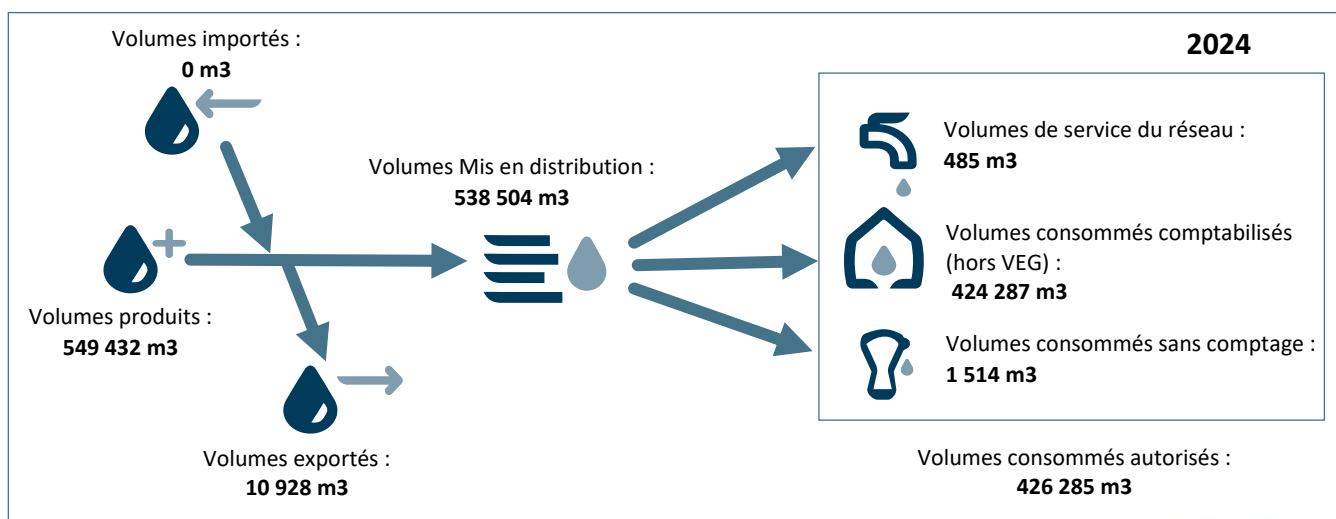 Volumes importés :
0 m3
2024
Volumes de service du réseau :
485 m3
Volumes Mis en distribution :
538 504 m3
Volumes consommés comptabilisés
(hors VEG) :
424 287 m3
Volumes produits :
549 432 m3
Volumes consommés sans comptage :
1 514 m3
Volumes exportés :
10 928 m3
Volumes consommés autorisés :
426 285 m3